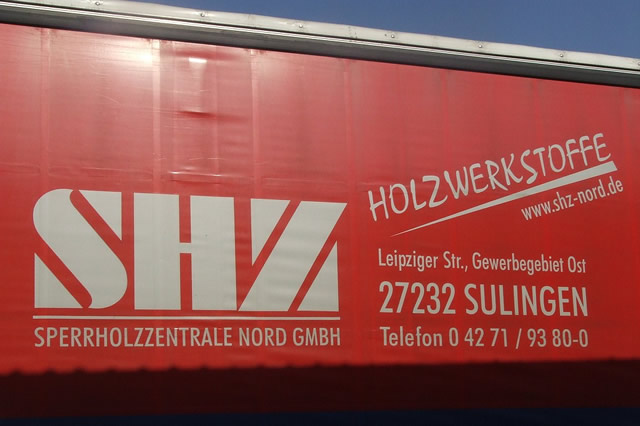 SHZ
SPERRHOLZZENTRALE NORD GMBH
HOLZWERKSTOFFE
www.shz-nord.de
Leipziger Str., Gewerbegebiet Ost
27232 SULINGEN
Telefon 0 42 71 / 93 80-0